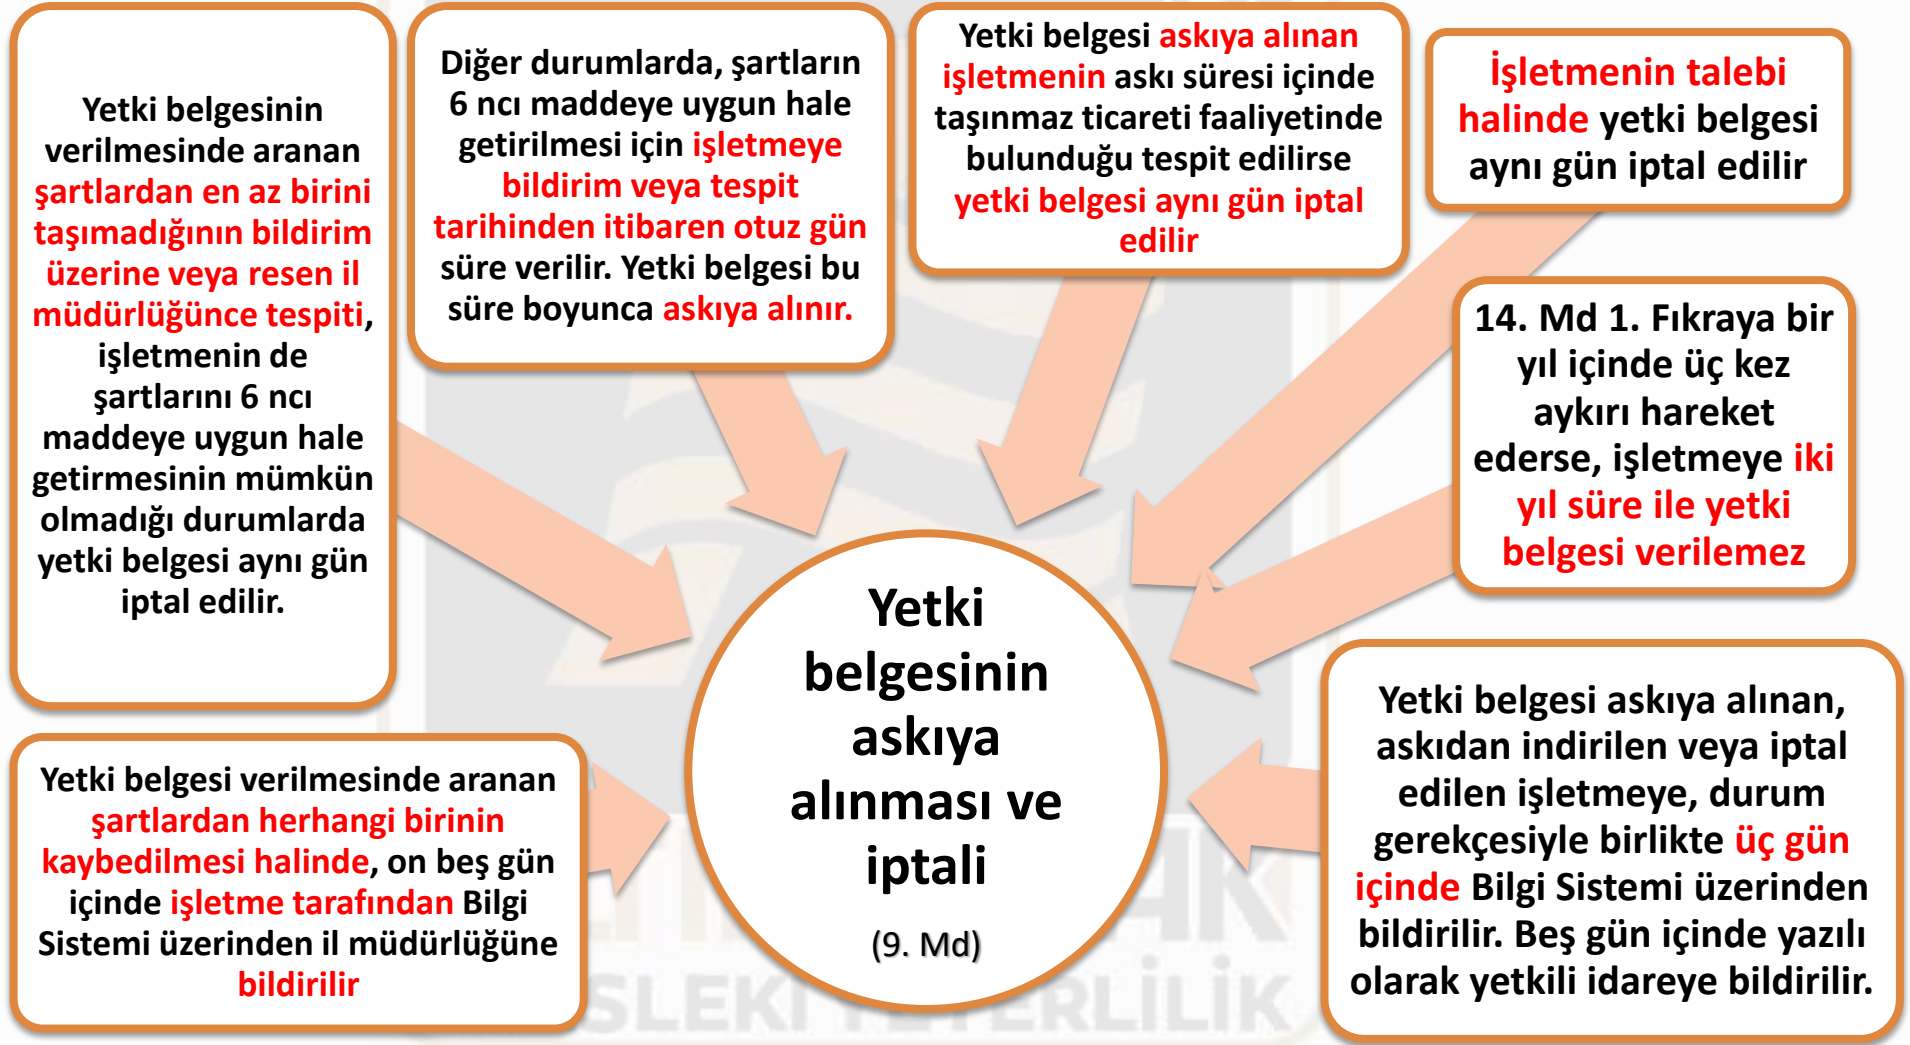 Yetki belgesinin
verilmesinde aranan
şartlardan en az birini
taşımadığının bildirim
üzerine veya resen il
müdürlüğünce tespiti,
işletmenin de
şartlarını 6 ncı
maddeye uygun hale
getirmesinin mümkün
olmadığı durumlarda
yetki belgesi aynı gün
iptal edilir.
Diğer durumlarda, şartların
6 ncı maddeye uygun hale
getirilmesi için işletmeye
bildirim veya tespit
tarihinden itibaren otuz gün
süre verilir. Yetki belgesi bu
süre boyunca askıya alınır.
Yetki belgesi askıya alınan
işletmenin askı süresi içinde
taşınmaz ticareti faaliyetinde
bulunduğu tespit edilirse
yetki belgesi aynı gün iptal
edilir
İşletmenin talebi
halinde yetki belgesi
aynı gün iptal edilir
14. Md 1. Fıkraya bir
yıl içinde üç kez
aykırı hareket
ederse, işletmeye iki
yıl süre ile yetki
belgesi verilemez
Yetki belgesi askıya alınan,
askıdan indirilen veya iptal
edilen işletmeye, durum
gerekçesiyle birlikte üç gün
içinde Bilgi Sistemi üzerinden
bildirilir. Beş gün içinde yazılı
olarak yetkili idareye bildirilir.
Yetki belgesi verilmesinde aranan
şartlardan herhangi birinin
kaybedilmesi halinde, on beş gün
içinde işletme tarafından Bilgi
Sistemi üzerinden il müdürlüğüne
bildirilir
Yetki
belgesinin
askıya
alınması ve
iptali
(9. Md)